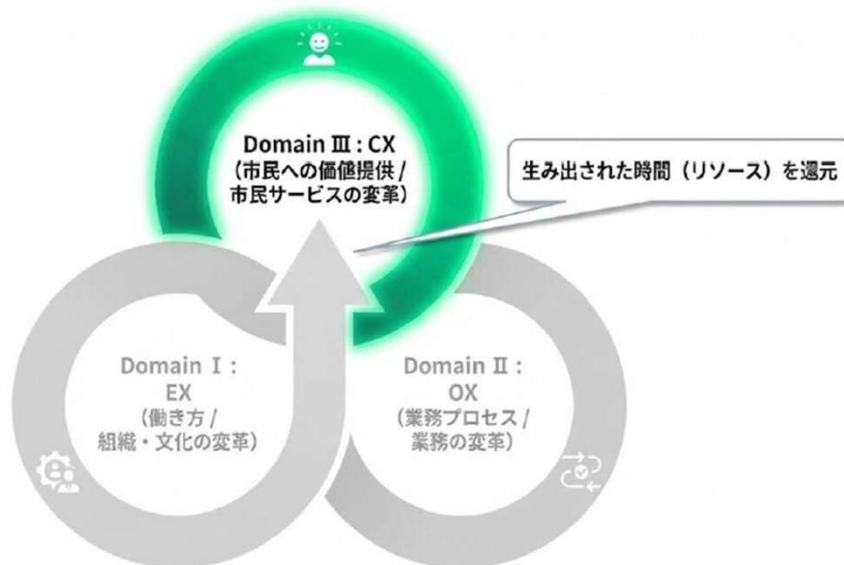 Domain Ⅲ : CX
(市民への価値提供 /
市民サービスの変革)
生み出された時間（リソース）を還元
Domain Ⅰ :
EX
(働き方 /
組織・文化の変革)
Domain Ⅱ :
OX
(業務プロセス /
業務の変革)